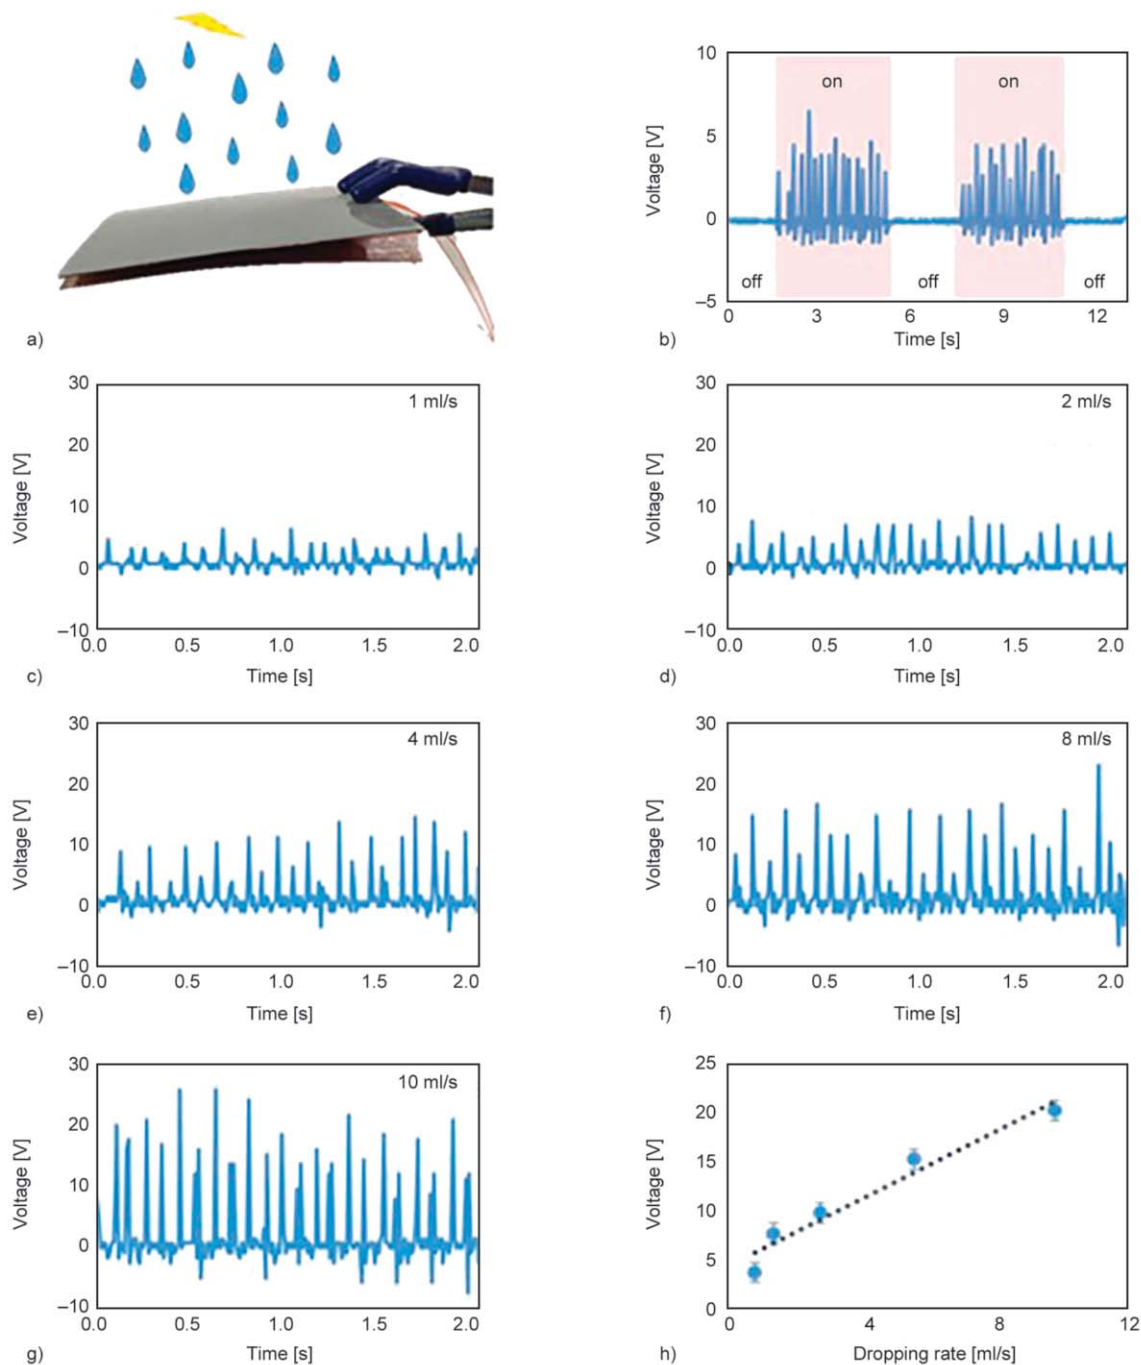 a)
10
5
0
–5
Voltage [V]
on
on
off
off
off
0
3
6
9
12
Time [s]
b)
30
20
10
0
–10
Voltage [V]
1 ml/s
0.0
0.5
1.0
1.5
2.0
Time [s]
c)
30
20
10
0
–10
Voltage [V]
2 ml/s
0.0
0.5
1.0
1.5
2.0
Time [s]
d)
30
20
10
0
–10
Voltage [V]
4 ml/s
0.0
0.5
1.0
1.5
2.0
Time [s]
e)
30
20
10
0
–10
Voltage [V]
8 ml/s
0.0
0.5
1.0
1.5
2.0
Time [s]
f)
30
20
10
0
–10
Voltage [V]
10 ml/s
0.0
0.5
1.0
1.5
2.0
Time [s]
g)
25
20
15
10
5
0
Voltage [V]
0
4
8
12
Dropping rate [ml/s]
h)